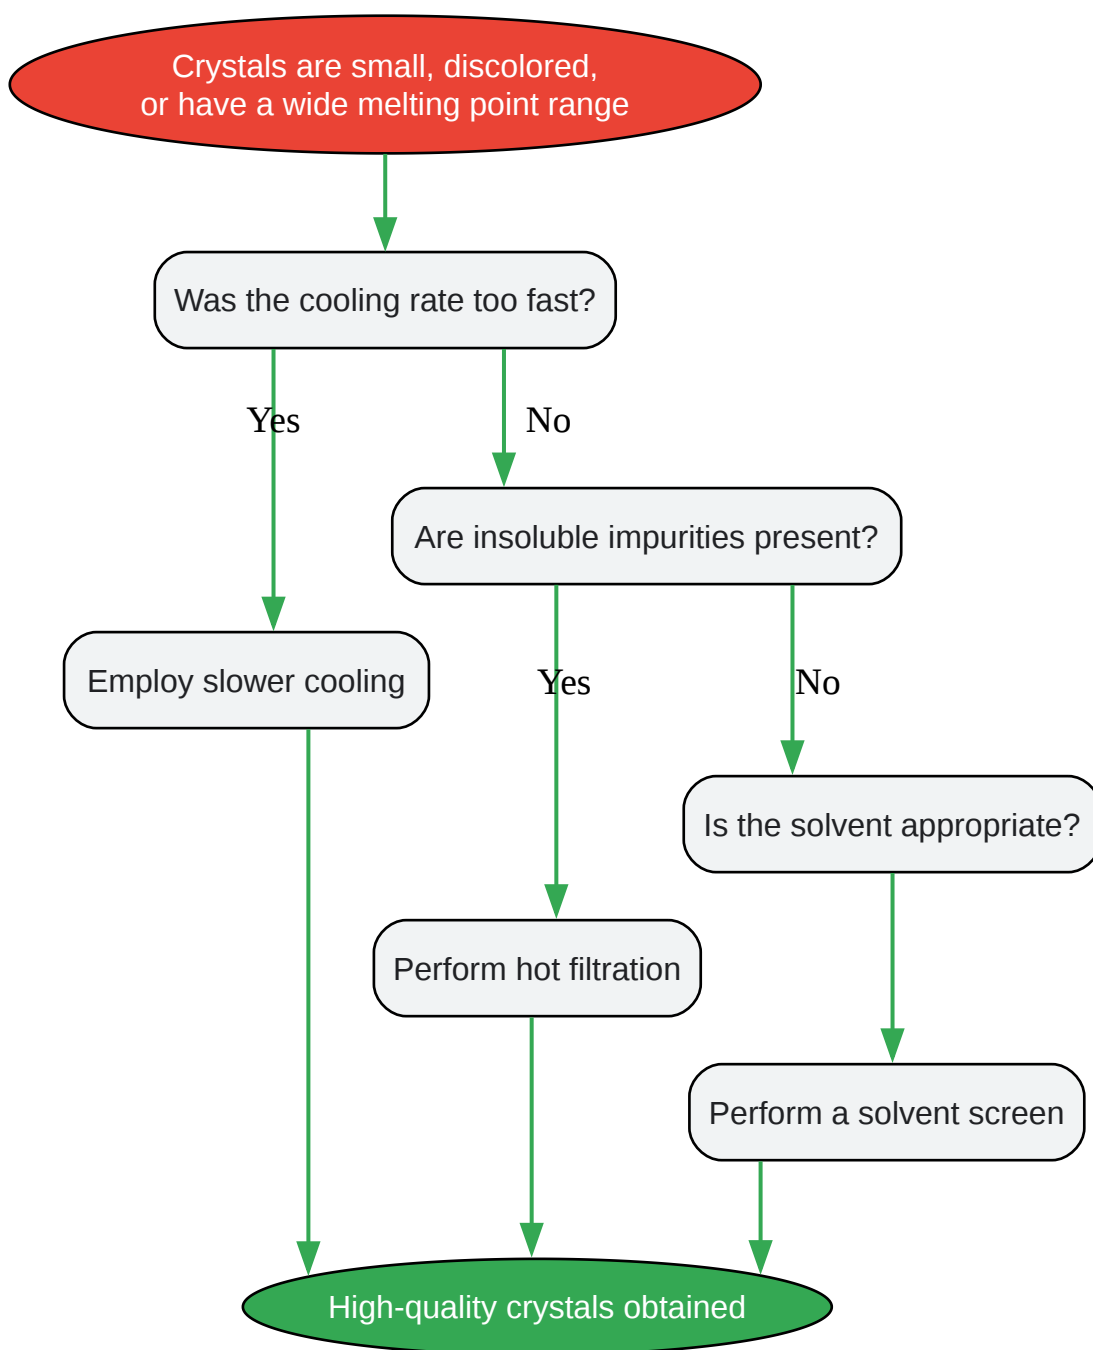 Crystals are small, discolored,
or have a wide melting point range
Was the cooling rate too fast?
Yes
No
Are insoluble impurities present?
Employ slower cooling
Yes
No
Is the solvent appropriate?
Perform hot filtration
Perform a solvent screen
High-quality crystals obtained